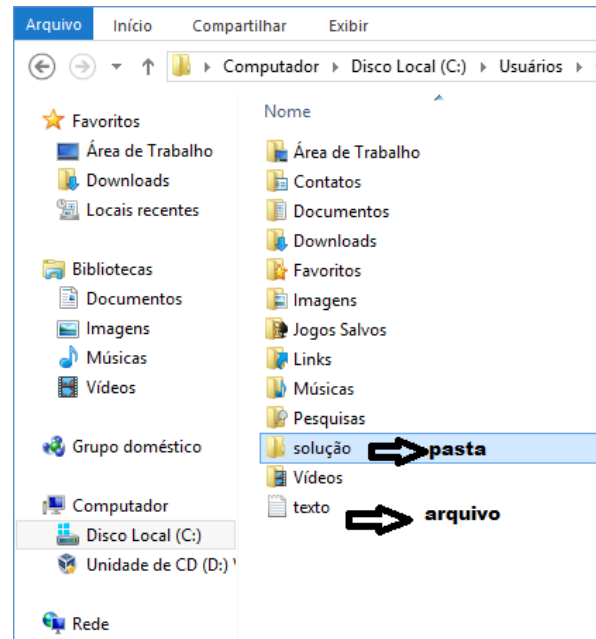 Arquivo Início Compartilhar Exibir
Computador Disco Local (C:) Usuários
Favoritos
Área de Trabalho
Downloads
Locais recentes
Bibliotecas
Documentos
Imagens
Músicas
Vídeos
Grupo doméstico
Computador
Disco Local (C:)
Unidade de CD (D:)
Rede
Nome
Área de Trabalho
Contatos
Documentos
Downloads
Favoritos
Imagens
Jogos Salvos
Links
Músicas
Pesquisas
solução pasta
Vídeos
texto arquivo